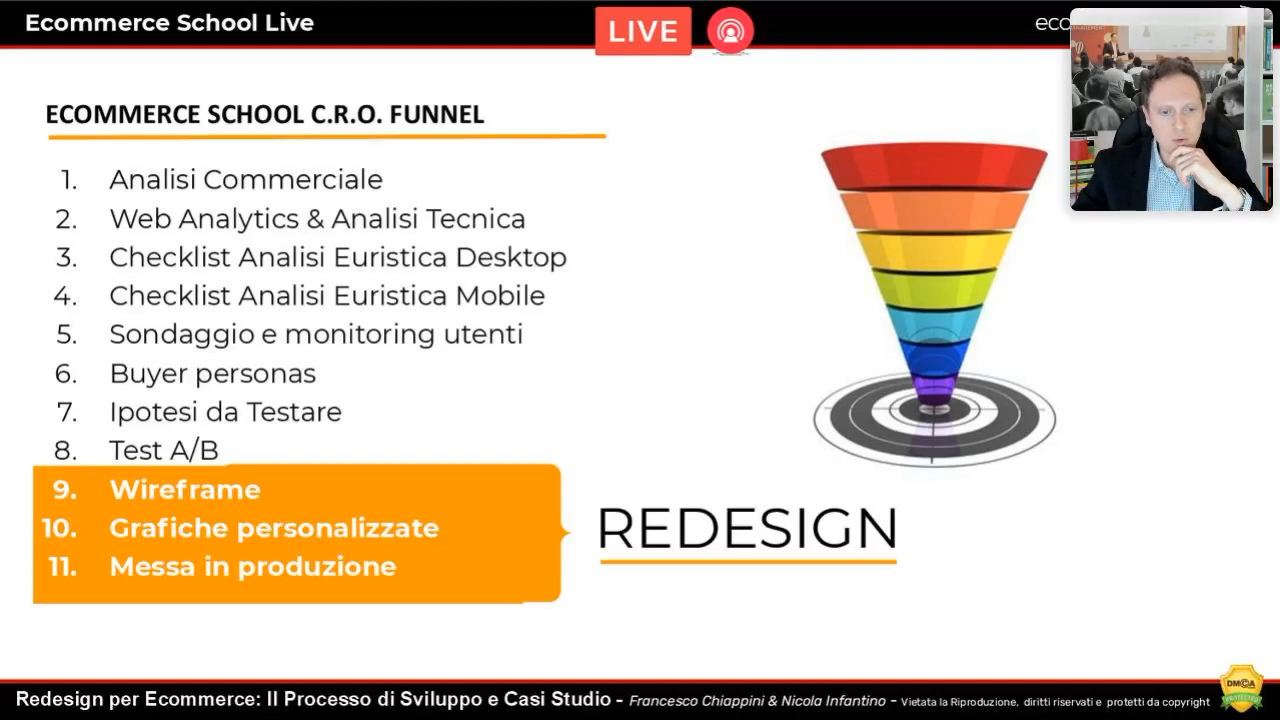 Ecommerce School Live
LIVE
eco
ECOMMERCE SCHOOL C.R.O. FUNNEL
1. Analisi Commerciale
2. Web Analytics & Analisi Tecnica
3. Checklist Analisi Euristica Desktop
4. Checklist Analisi Euristica Mobile
5. Sondaggio e monitoring utenti
6. Buyer personas
7. Ipotesi da Testare
8. Test A/B
9. Wireframe
10. Grafiche personalizzate
11. Messa in produzione
REDESIGN
Redesign per Ecommerce: Il Processo di Sviluppo e Casi Studio - Francesco Chiappini & Nicola Infantino - Vietata la Riproduzione, diritti riservati e protetti da copyright
DMCA
PROTECTED